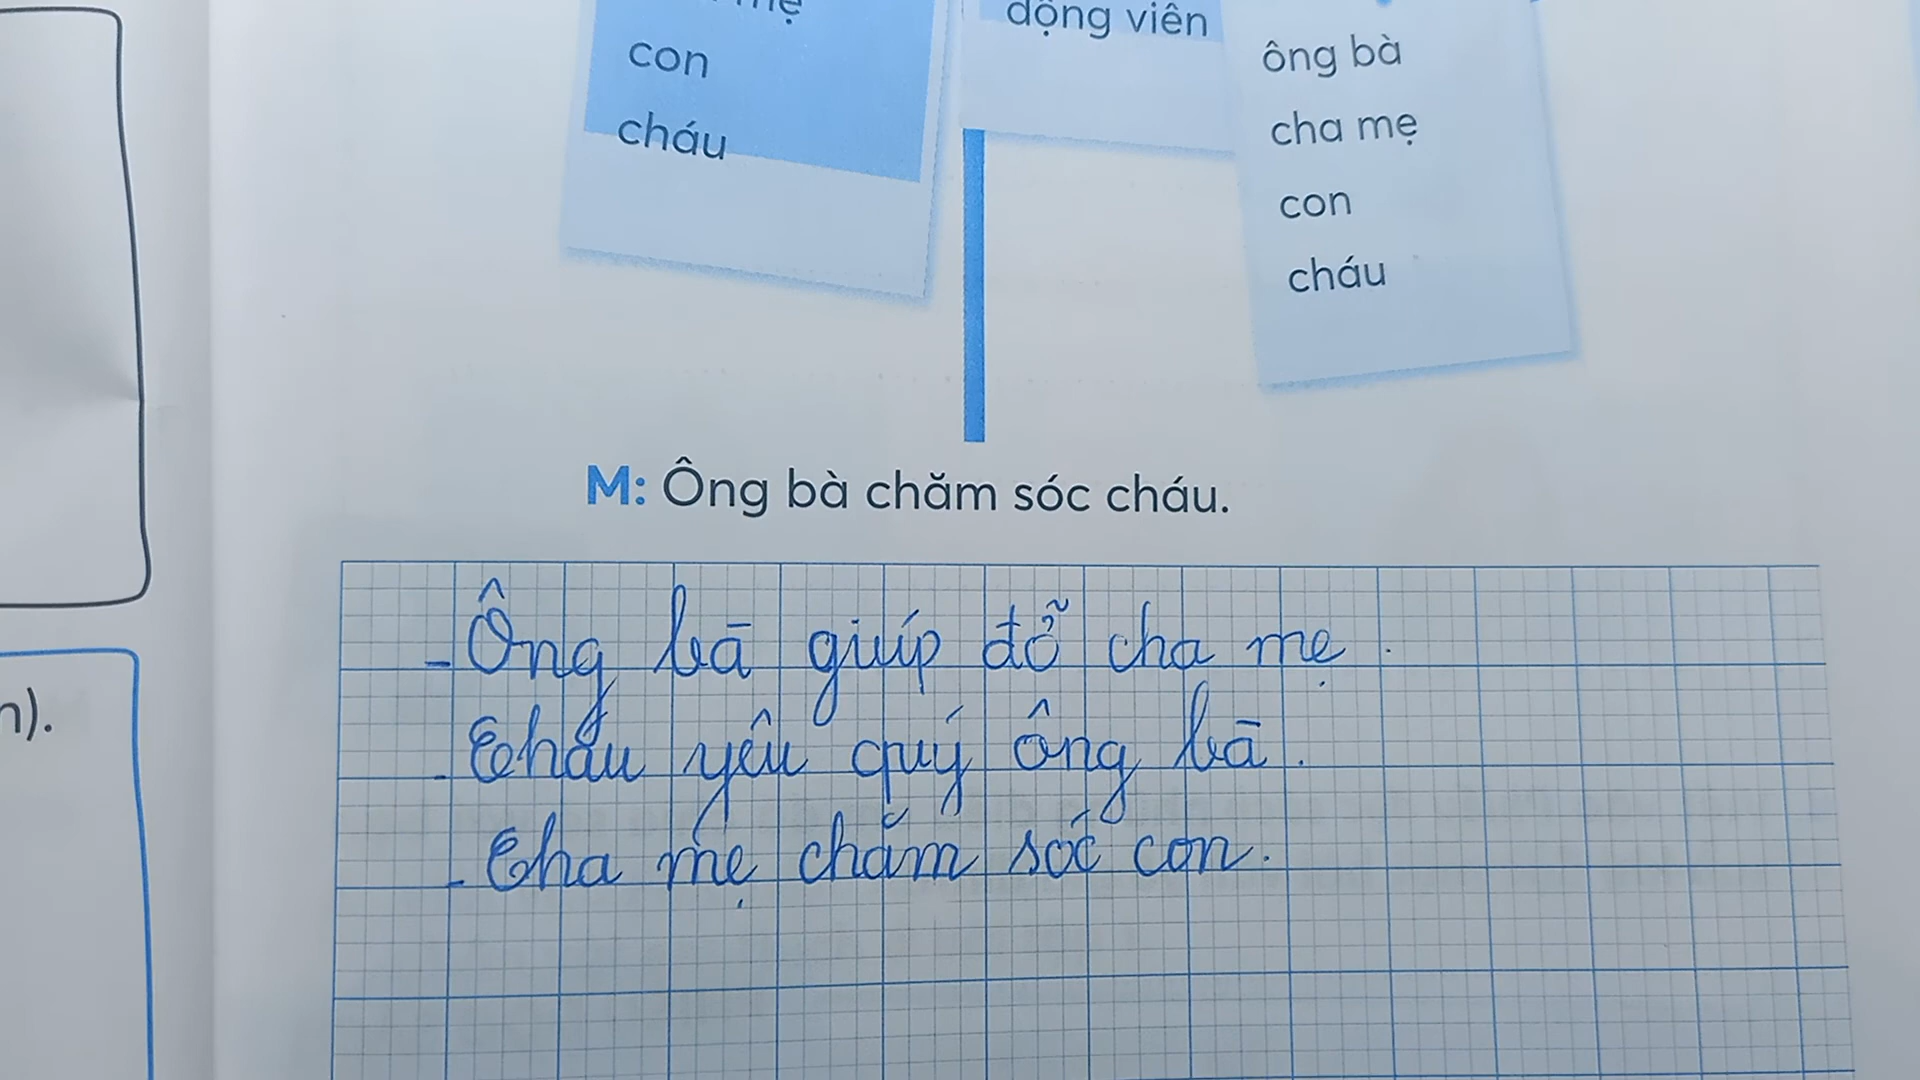 mẹ
con
cháu
động viên
ông bà
cha mẹ
con
cháu
M: Ông bà chăm sóc cháu.
n).
- Ông bà giúp đỡ cha mẹ.
- Cháu yêu quý ông bà.
- Cha mẹ chăm sóc con.